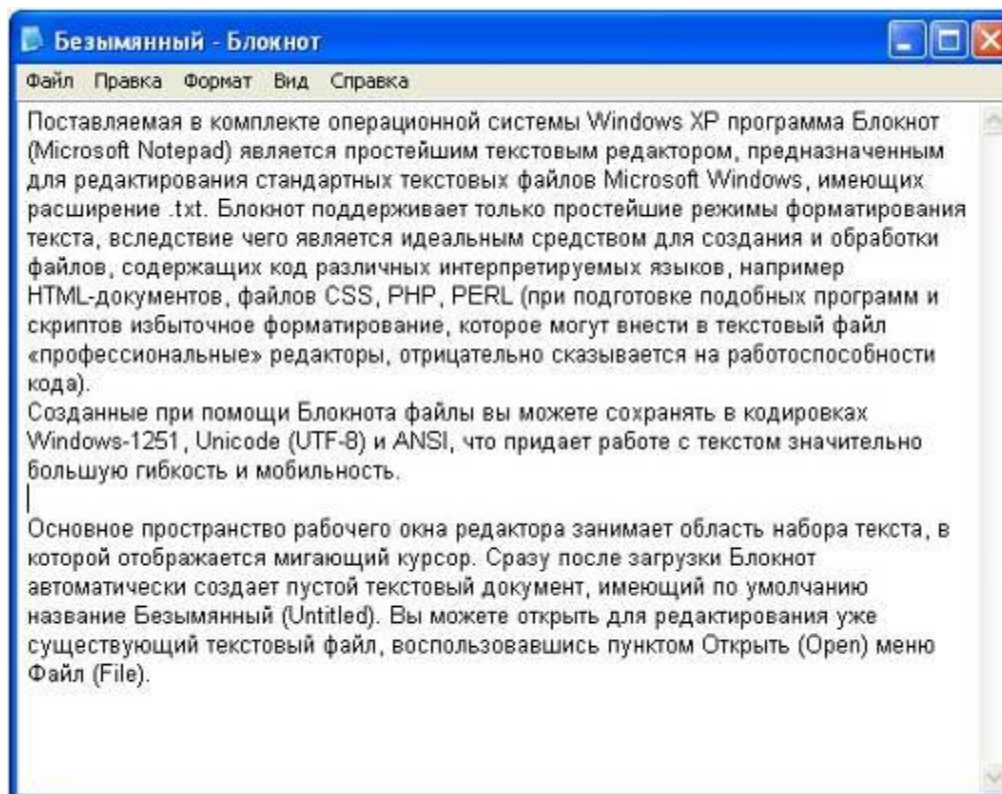 Безымянный - Блокнот
Файл Правка Формат Вид Справка
Поставляемая в комплекте операционной системы Windows XP программа Блокнот
(Microsoft Notepad) является простейшим текстовым редактором, предназначенным
для редактирования стандартных текстовых файлов Microsoft Windows, имеющих
расширение .txt. Блокнот поддерживает только простейшие режимы форматирования
текста, вследствие чего является идеальным средством для создания и обработки
файлов, содержащих код различных интерпретируемых языков, например
HTML-документов, файлов CSS, PHP, PERL (при подготовке подобных программ и
скриптов избыточное форматирование, которое могут внести в текстовый файл
«профессиональные» редакторы, отрицательно сказывается на работоспособности
кода).
Созданные при помощи Блокнота файлы вы можете сохранять в кодировках
Windows-1251, Unicode (UTF-8) и ANSI, что придает работе с текстом значительно
большую гибкость и мобильность.
Основное пространство рабочего окна редактора занимает область набора текста, в
которой отображается мигающий курсор. Сразу после загрузки Блокнот
автоматически создает пустой текстовый документ, имеющий по умолчанию
название Безымянный (Untitled). Вы можете открыть для редактирования уже
существующий текстовый файл, воспользовавшись пунктом Открыть (Open) меню
Файл (File).